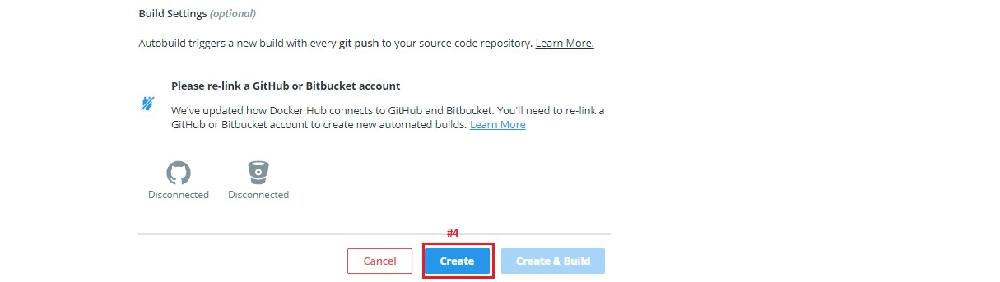 Build Settings (optional)
Autobuild triggers a new build with every git push to your source code repository. Learn More.
Please re-link a GitHub or Bitbucket account
We've updated how Docker Hub connects to GitHub and Bitbucket. You'll need to re-link a
GitHub or Bitbucket account to create new automated builds. Learn More
Disconnected Disconnected
#4
Cancel Create Create & Build